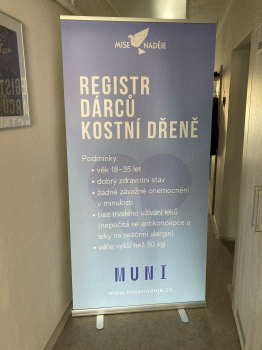 MISE NADĚJE
REGISTR
DÁRCŮ
KOSTNÍ DŘENĚ
Podmínky:
• věk 18–35 let
• dobrý zdravotní stav
• žádné závažné onemocnění
v minulosti
• bez trvalého užívání léků
(nepočítá se antikoncepce a
léky na sezónní alergie)
• váha vyšší než 50 kg
MUNI
www.misenadeje.cz